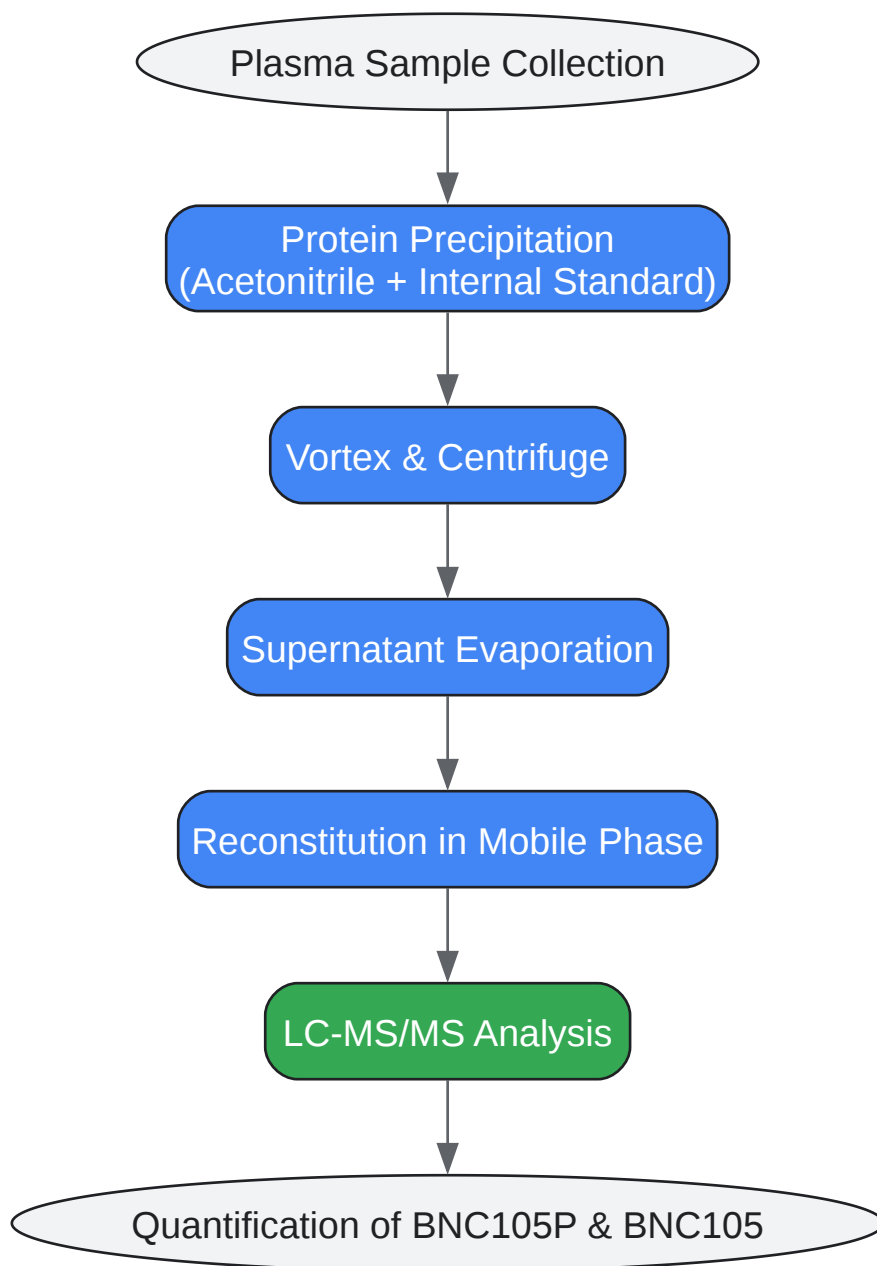 Plasma Sample Collection
Protein Precipitation
(Acetonitrile + Internal Standard)
Vortex & Centrifuge
Supernatant Evaporation
Reconstitution in Mobile Phase
LC-MS/MS Analysis
Quantification of BNC105P & BNC105